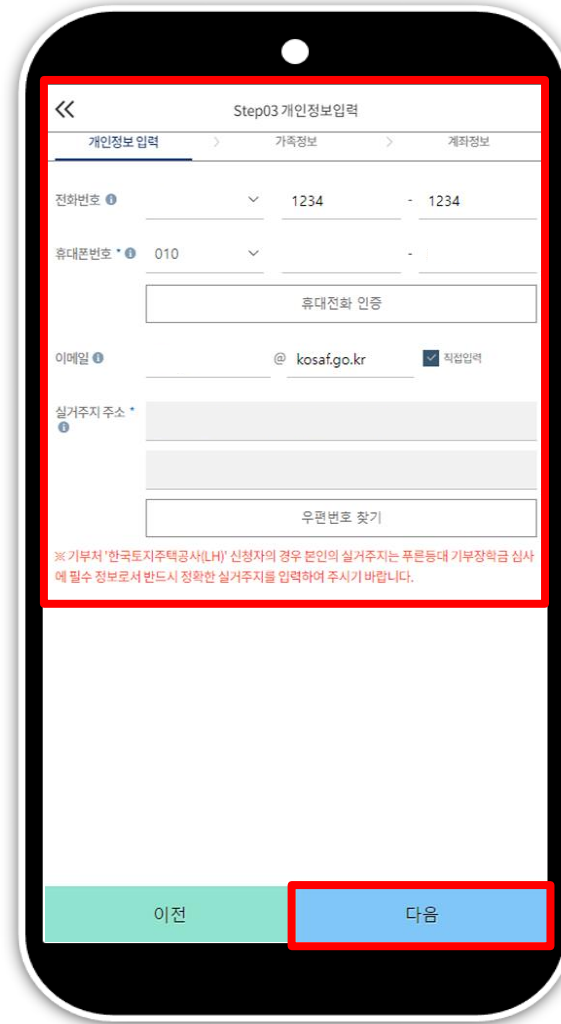 Step03 개인정보입력
개인정보 입력 > 가족정보 > 계좌정보
전화번호 1234 - 1234
휴대폰번호 * 010 -
휴대전화 인증
이메일 @ kosaf.go.kr 직접입력
실거주지 주소 *
우편번호 찾기
※ 기부처 '한국토지주택공사(LH)' 신청자의 경우 본인의 실거주지는 푸른등대 기부장학금 심사
에 필수 정보로서 반드시 정확한 실거주지를 입력하여 주시기 바랍니다.
이전 다음